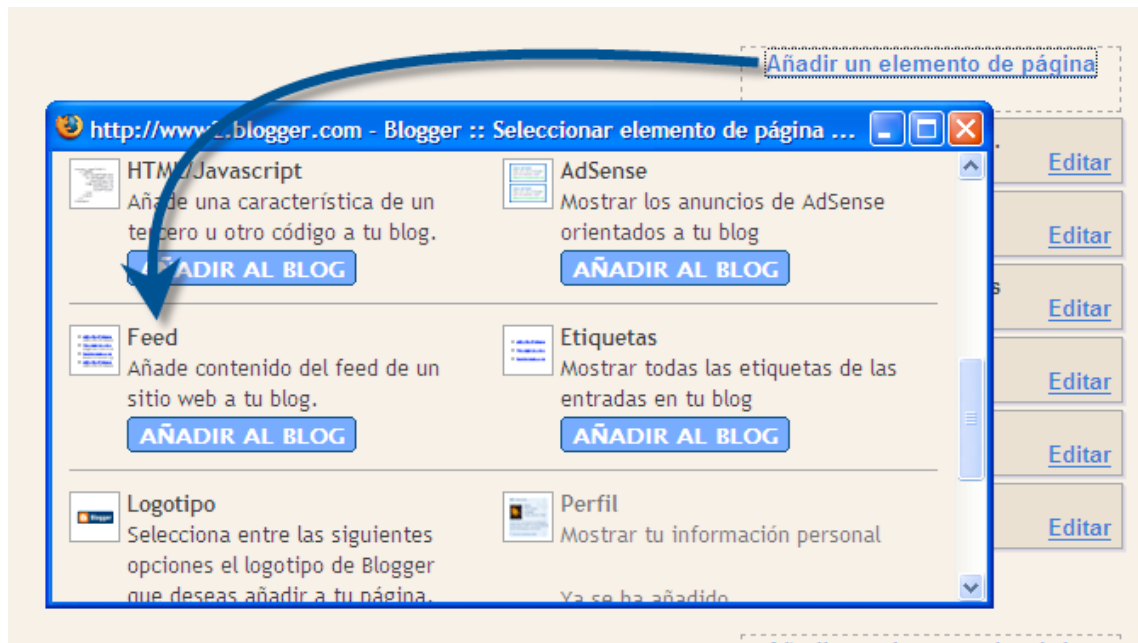 Añadir un elemento de página
http://www2.blogger.com - Blogger :: Seleccionar elemento de página ...
HTML/Javascript
Añade una característica de un
tercero u otro código a tu blog.
AÑADIR AL BLOG
AdSense
Mostrar los anuncios de AdSense
orientados a tu blog
AÑADIR AL BLOG
Feed
Añade contenido del feed de un
sitio web a tu blog.
AÑADIR AL BLOG
Etiquetas
Mostrar todas las etiquetas de las
entradas en tu blog
AÑADIR AL BLOG
Logotipo
Selecciona entre las siguientes
opciones el logotipo de Blogger
que deseas añadir a tu página.
Perfil
Mostrar tu información personal
Ya se ha añadido
Editar
Editar
Editar
Editar
Editar
Editar